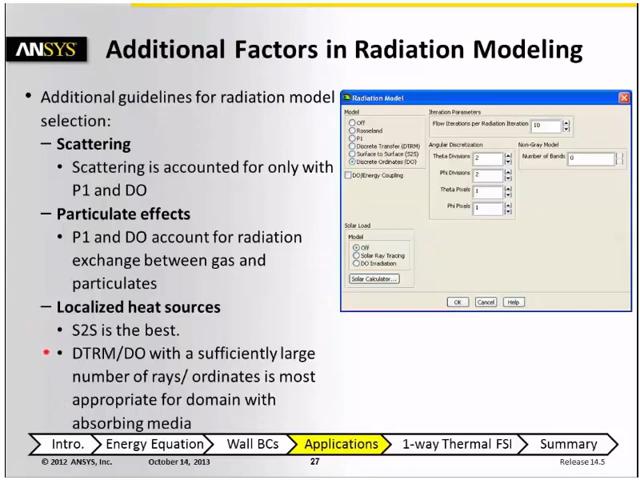 ANSYS
Additional Factors in Radiation Modeling
• Additional guidelines for radiation model
selection:
– Scattering
• Scattering is accounted for only with
P1 and DO
– Particulate effects
• P1 and DO account for radiation
exchange between gas and
particulates
– Localized heat sources
• S2S is the best.
• DTRM/DO with a sufficiently large
number of rays/ ordinates is most
appropriate for domain with
absorbing media
Radiation Model
Model
Off
Rosseland
P1
Discrete Transfer (DTRM)
Surface to Surface (S2S)
Discrete Ordinates (DO)
DO/Energy Coupling
Iteration Parameters
Flow Iterations per Radiation Iteration 10
Angular Discretization
Theta Divisions 2
Phi Divisions 2
Theta Pixels 1
Phi Pixels 1
Non-Gray Model
Number of Bands 0
Solar Load
Model
Off
Solar Ray Tracing
DO Irradiation
Solar Calculator...
OK Cancel Help
Intro. Energy Equation Wall BCs Applications 1-way Thermal FSI Summary
© 2012 ANSYS, Inc. October 14, 2013 27 Release 14.5